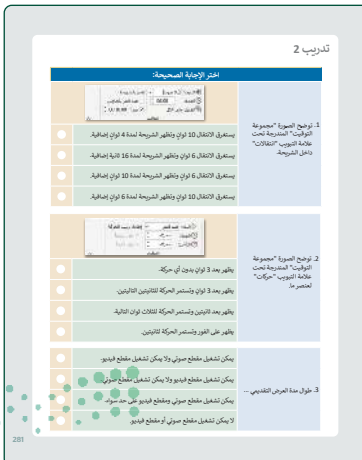 تدريب 2
اختر الإجابة الصحيحة:
1. توضح الصورة "مجموعة
التوقيت" المندرجة تحت
علامة التبويب "انتقالات"
داخل الشريحة.
يستغرق الانتقال 10 ثوانٍ وتظهر الشريحة لمدة 4 ثوانٍ إضافية.
يستغرق الانتقال 6 ثوانٍ وتظهر الشريحة لمدة 16 ثانية إضافية.
يستغرق الانتقال 6 ثوانٍ وتظهر الشريحة لمدة 10 ثوانٍ إضافية.
يستغرق الانتقال 10 ثوانٍ وتظهر الشريحة لمدة 6 ثوانٍ إضافية.
2. توضح الصورة "مجموعة
التوقيت" المندرجة تحت
علامة التبويب "حركات"
لعنصر ما.
يظهر بعد 3 ثوانٍ بدون أي حركة.
يظهر بعد 3 ثوانٍ وتستمر الحركة للثانيتين التاليتين.
يظهر بعد ثانيتين وتستمر الحركة للثلاث ثوان التالية.
يظهر على الفور وتستمر الحركة لثانيتين.
3. طوال مدة العرض التقديمي ...
يمكن تشغيل مقطع صوتي ولا يمكن تشغيل مقطع فيديو.
يمكن تشغيل مقطع فيديو ولا يمكن تشغيل مقطع صوتي.
يمكن تشغيل مقطع صوتي ومقطع فيديو على حد سواء.
لا يمكن تشغيل مقطع صوتي أو مقطع فيديو.
281